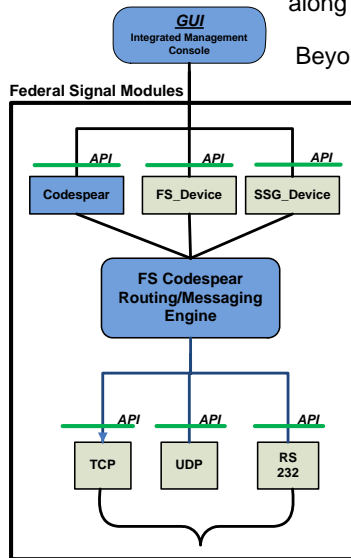 along
GUI
Integrated Management
Console
Beyo
Federal Signal Modules
API
API
API
Codespear
FS_Device
SSG_Device
FS Codespear
Routing/Messaging
Engine
API
API
API
TCP
UDP
RS
232